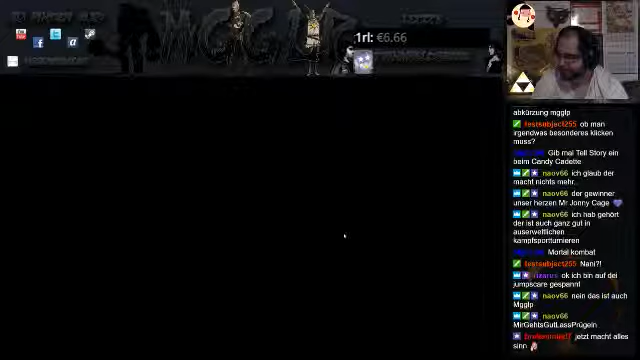 MGGLP
1rl: €6.66
abkürzung mgglp
testsubject255 ob man
irgendwas besonderes klicken
muss?
Gib mal Tell Story ein
beim Candy Cadette
naov66 ich glaub der
macht nichts mehr..
naov66 der gewinner
unser herzen Mr Jonny Cage
naov66 ich hab gehört
der ist auch ganz gut in
auserweltlichen
kampfsportturnieren
Mortal kombat
testsubject255 Nani?!
ok ich bin auf dei
jumpscare gespannt
naov66 nein das ist auch
Mgglp
naov66
MirGehtsGutLassPrügeln
jetzt macht alles
sinn